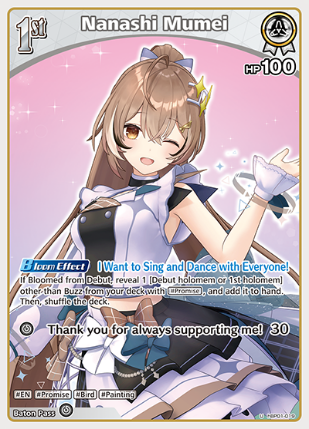 1st
Nanashi Mumei
HP 100
Bloom Effect I Want to Sing and Dance with Everyone!
If Bloomed from Debut, reveal 1 [Debut holomem or 1st holomem]
other than Buzz from your deck with #Promise, and add it to hand.
Then, shuffle the deck.
Thank you for always supporting me! 30
#EN #Promise #Bird #Painting
Baton Pass